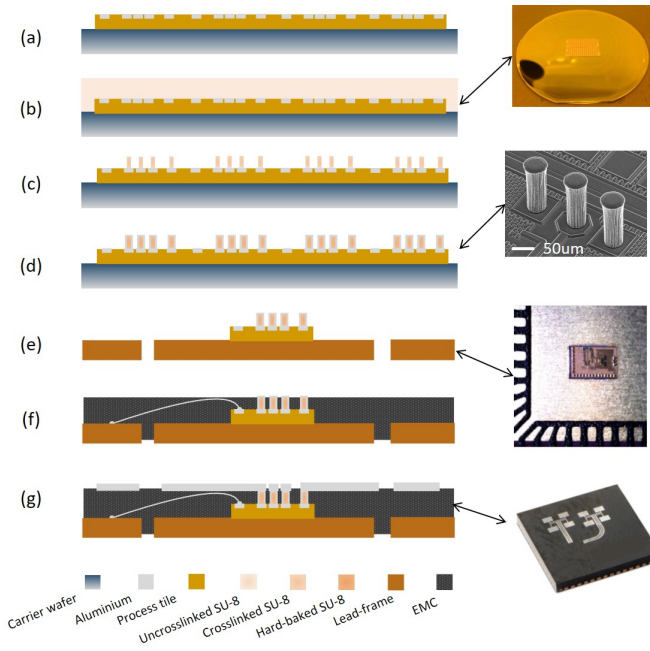 (a)
(b)
(c)
50um
(d)
(e)
(f)
(g)
Carrier wafer
Aluminium
Process tile
Uncrosslinked SU-8
Crosslinked SU-8
Hard-baked SU-8
Lead-frame
EMC